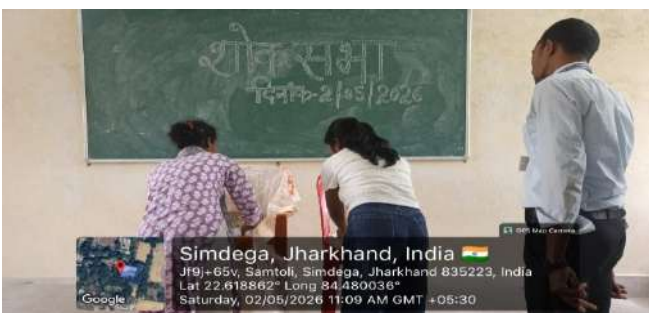 शोक सभा
दिनांक-2/05/2026
GPS Map Camera
Simdega, Jharkhand, India
Jf9j+65v, Samtoli, Simdega, Jharkhand 835223, India
Lat 22.618862° Long 84.480036°
Saturday, 02/05/2026 11:09 AM GMT +05:30
Google